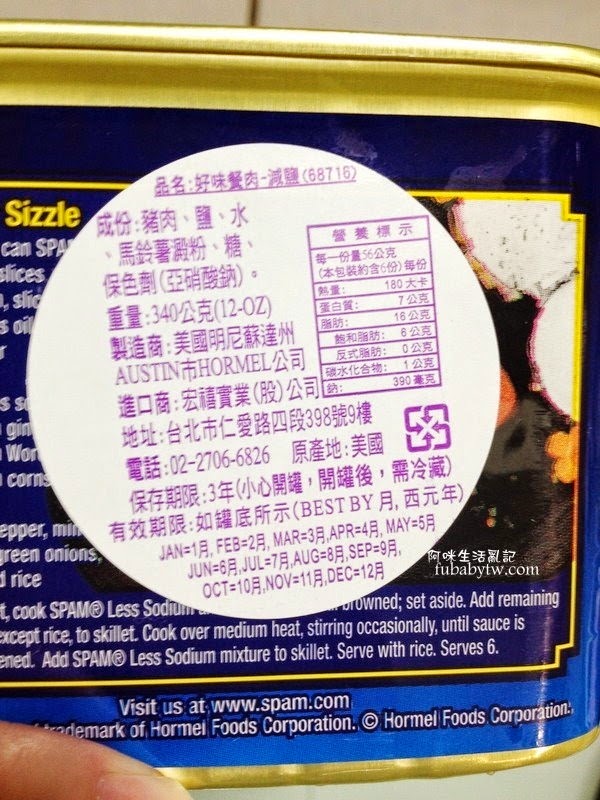 品名:好味餐肉-減鹽(68716)
成份:豬肉、鹽、水
、馬鈴薯澱粉、糖、
保色劑(亞硝酸鈉)。
重量:340公克(12-OZ)
製造商:美國明尼蘇達州
AUSTIN市HORMEL公司
進口商:宏禧實業(股)公司
地址:台北市仁愛路四段398號9樓
電話:02-2706-6826 原產地:美國
保存期限:3年(小心開罐,開罐後,需冷藏)
有效期限:如罐底所示(BEST BY 月, 西元年)
JAN=1月, FEB=2月, MAR=3月,APR=4月, MAY=5月
JUN=6月,JUL=7月,AUG=8月,SEP=9月,
OCT=10月,NOV=11月,DEC=12月
營養標示
每一份量56公克
(本包裝約含6份) 每份
熱量: 180 大卡
蛋白質: 7 公克
脂肪: 16 公克
飽和脂肪: 6 公克
反式脂肪: 0 公克
碳水化合物: 1 公克
鈉: 390 毫克
Sizzle
can SPA
slices
green onions,
rice
cook SPAM® Less Sodium browned; set aside. Add remaining
except rice, to skillet. Cook over medium heat, stirring occasionally, until sauce is
Add SPAM® Less Sodium mixture to skillet. Serve with rice. Serves 6.
Visit us at www.spam.com
trademark of Hormel Foods Corporation. © Hormel Foods Corporation.
阿咪生活亂記
fubabytw.com